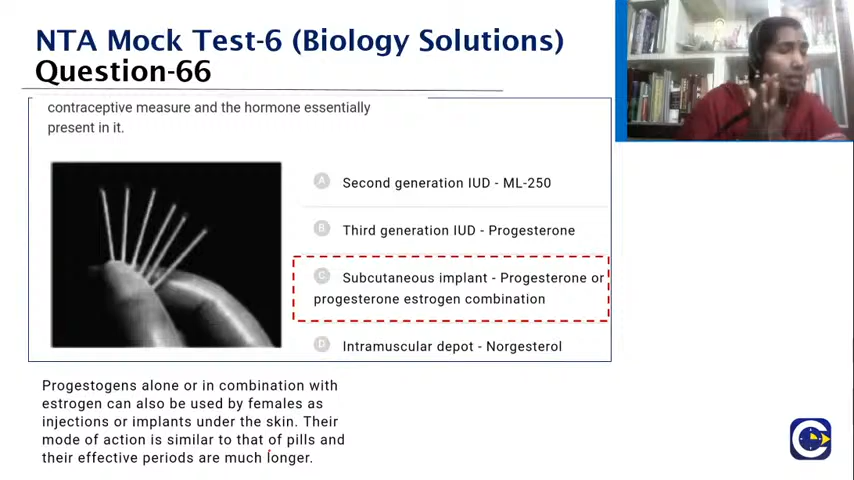 NTA Mock Test-6 (Biology Solutions)
Question-66
contraceptive measure and the hormone essentially
present in it.
A Second generation IUD - ML-250
B Third generation IUD - Progesterone
C Subcutaneous implant - Progesterone or
progesterone estrogen combination
D Intramuscular depot - Norgesterol
Progestogens alone or in combination with
estrogen can also be used by females as
injections or implants under the skin. Their
mode of action is similar to that of pills and
their effective periods are much longer.